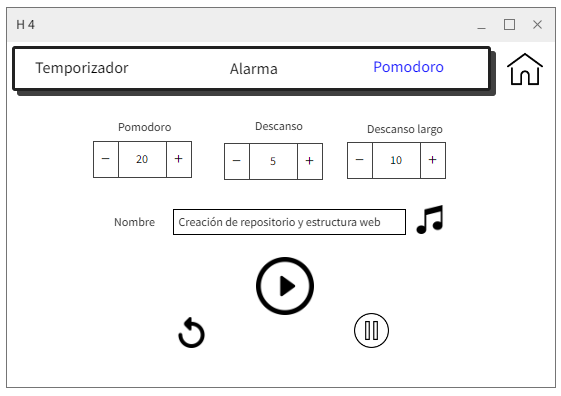 H 4
Temporizador Alarma Pomodoro
Pomodoro Descanso Descanso largo
− 20 + − 5 + − 10 +
Nombre Creación de repositorio y estructura web